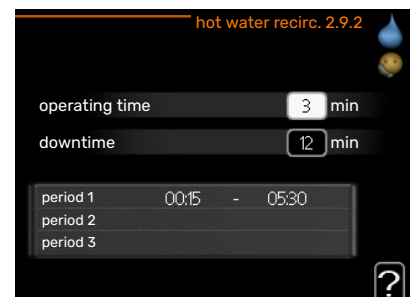 hot water recirc. 2.9.2
operating time 3 min
downtime 12 min
period 1 00:15 - 05:30
period 2
period 3
?